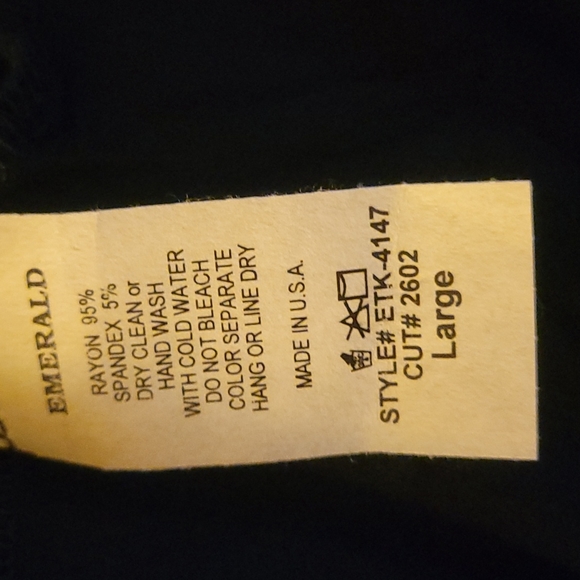 EMERALD
RAYON 95%
SPANDEX 5%
DRY CLEAN or
HAND WASH
WITH COLD WATER
DO NOT BLEACH
COLOR SEPARATE
HANG OR LINE DRY
MADE IN U.S.A.
STYLE# ETK-4147
CUT# 2602
Large